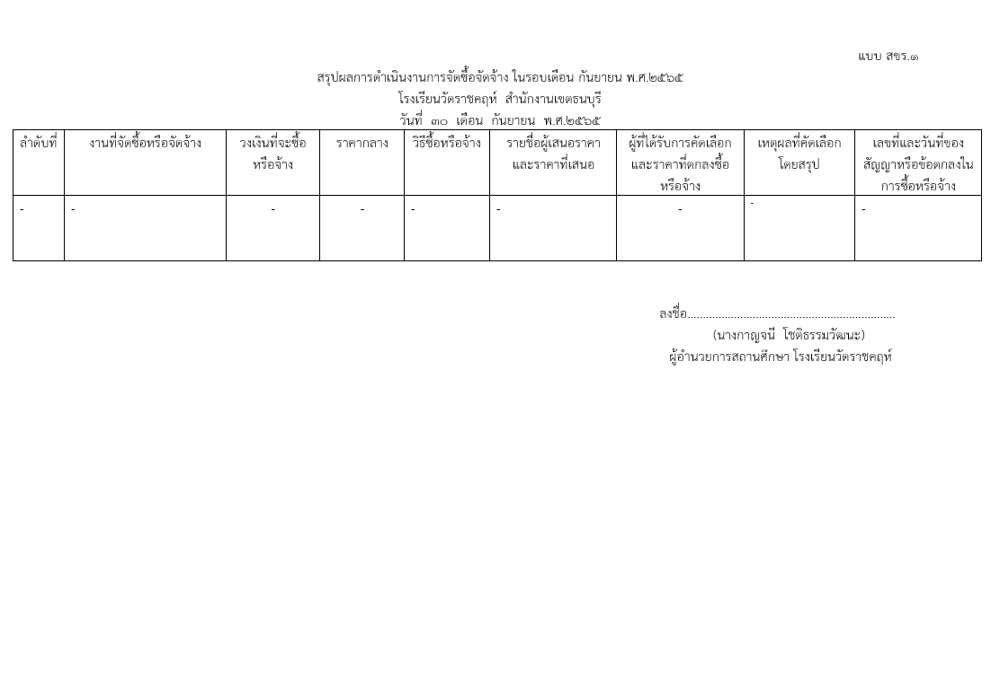 แบบ สขร.๑
สรุปผลการดำเนินงานการจัดซื้อจัดจ้าง ในรอบเดือน กันยายน พ.ศ.๒๕๖๕
โรงเรียนวัดราชคฤห์ สำนักงานเขตธนบุรี
วันที่ ๓๐ เดือน กันยายน พ.ศ.๒๕๖๕
ลำดับที่ งานที่จัดซื้อหรือจัดจ้าง วงเงินที่จะซื้อ ราคากลาง วิธีซื้อหรือจ้าง รายชื่อผู้เสนอราคา ผู้ที่ได้รับการคัดเลือก เหตุผลที่คัดเลือก เลขที่และวันที่ของ
หรือจ้าง และราคาที่เสนอ และราคาที่ตกลงซื้อ โดยสรุป สัญญาหรือข้อตกลงใน
หรือจ้าง การซื้อหรือจ้าง
- - - - - - - - -
ลงชื่อ...................................................................
(นางกาญจนี โชติธรรมวัฒนะ)
ผู้อำนวยการสถานศึกษา โรงเรียนวัดราชคฤห์